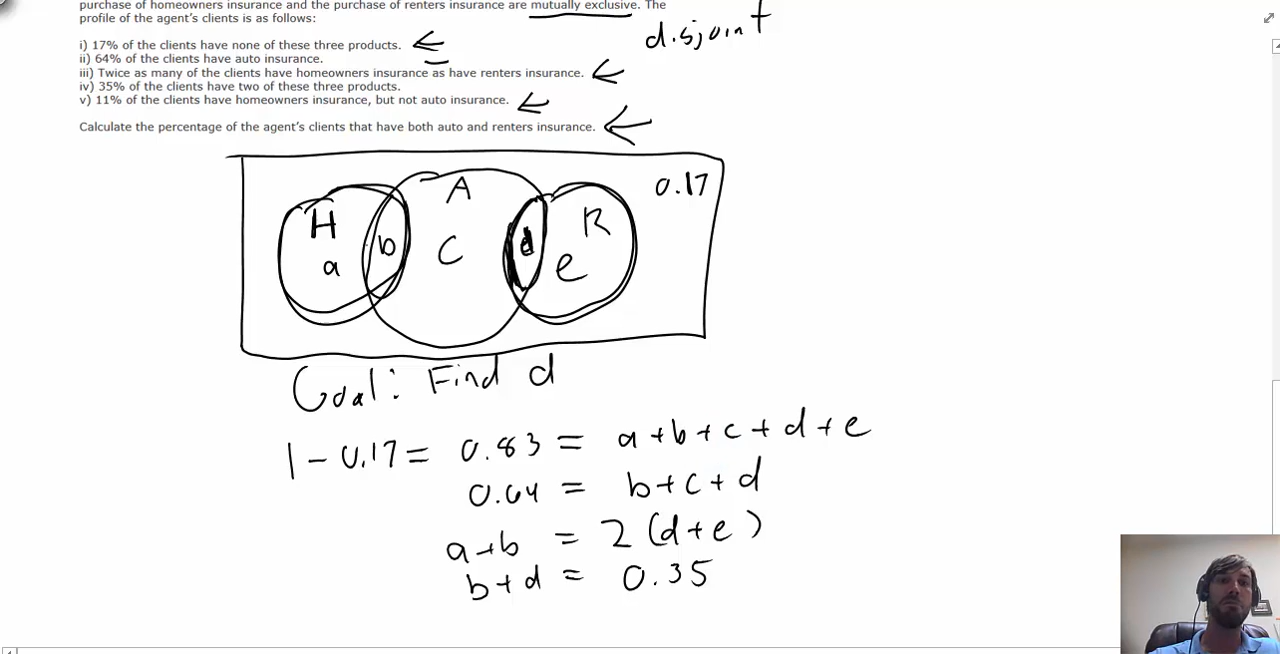 purchase of homeowners insurance and the purchase of renters insurance are mutually exclusive. The
profile of the agent's clients is as follows:
disjoint
i) 17% of the clients have none of these three products.
ii) 64% of the clients have auto insurance.
iii) Twice as many of the clients have homeowners insurance as have renters insurance.
iv) 35% of the clients have two of these three products.
v) 11% of the clients have homeowners insurance, but not auto insurance.
Calculate the percentage of the agent's clients that have both auto and renters insurance.
H A R 0.17
a b c d e
Goal: Find d
1 - 0.17 = 0.83 = a + b + c + d + e
0.64 = b + c + d
a + b = 2 (d + e)
b + d = 0.35